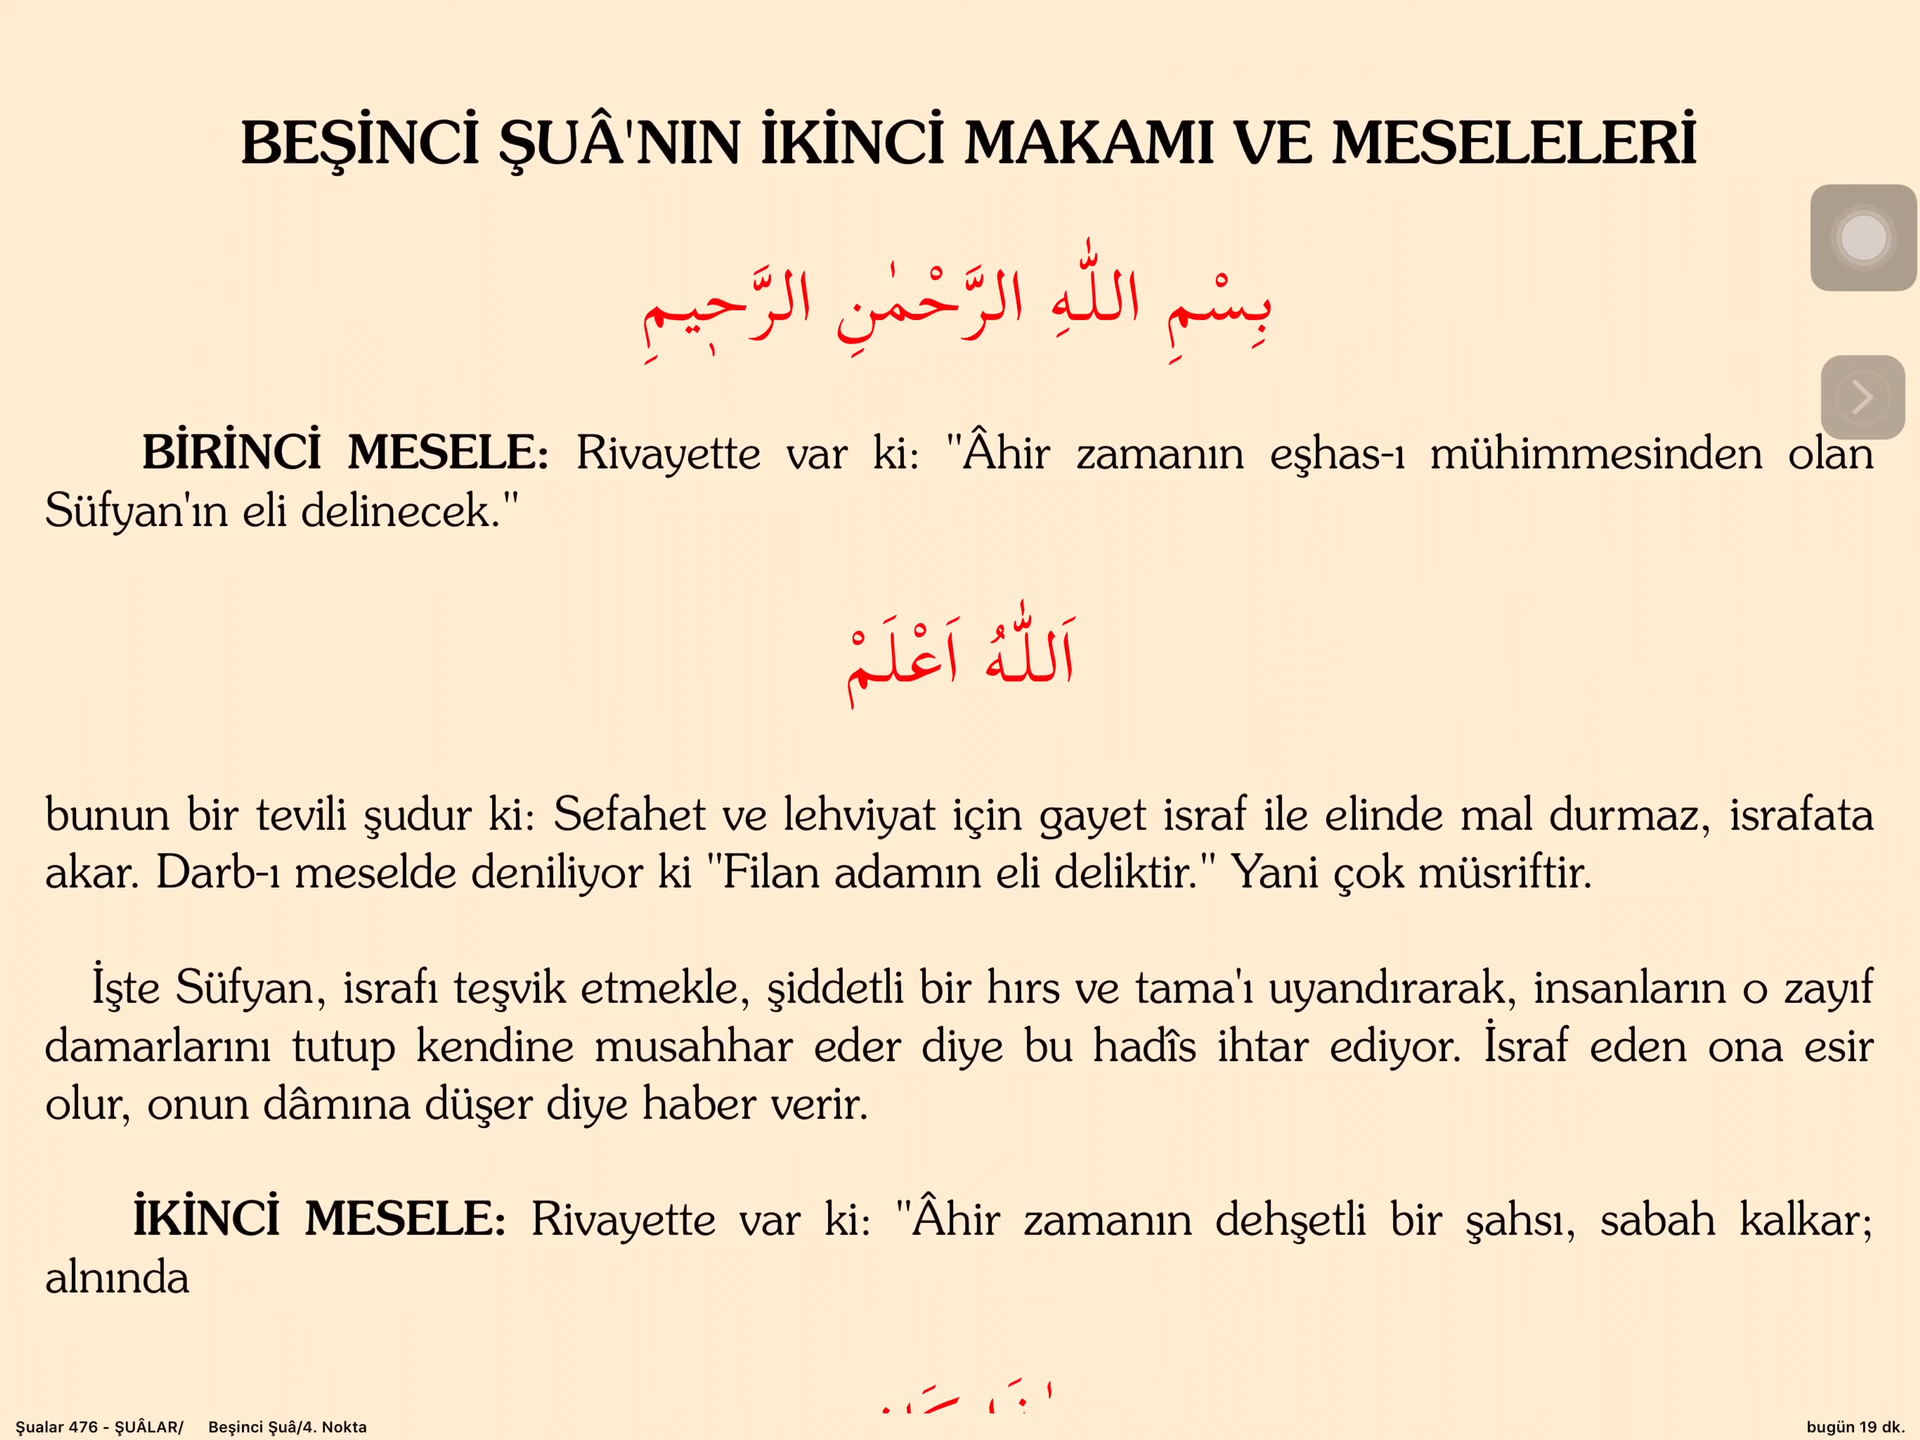 BEŞİNCİ ŞUÂ'NIN İKİNCİ MAKAMI VE MESELELERİ
بِسْمِ اللّٰهِ الرَّحْمٰنِ الرَّحٖيمِ
BİRİNCİ MESELE: Rivayette var ki: "Âhir zamanın eşhas-ı mühimmesinden olan
Süfyan'ın eli delinecek."
اَللّٰهُ اَعْلَمْ
bunun bir tevili şudur ki: Sefahet ve lehviyat için gayet israf ile elinde mal durmaz, israfata
akar. Darb-ı meselde deniliyor ki "Filan adamın eli deliktir." Yani çok müsriftir.
İşte Süfyan, israfı teşvik etmekle, şiddetli bir hırs ve tama'ı uyandırarak, insanların o zayıf
damarlarını tutup kendine musahhar eder diye bu hadîs ihtar ediyor. İsraf eden ona esir
olur, onun dâmına düşer diye haber verir.
İKİNCİ MESELE: Rivayette var ki: "Âhir zamanın dehşetli bir şahsı, sabah kalkar;
alnında
Şualar 476 - ŞUÂLAR/ Beşinci Şuâ/4. Nokta
bugün 19 dk.